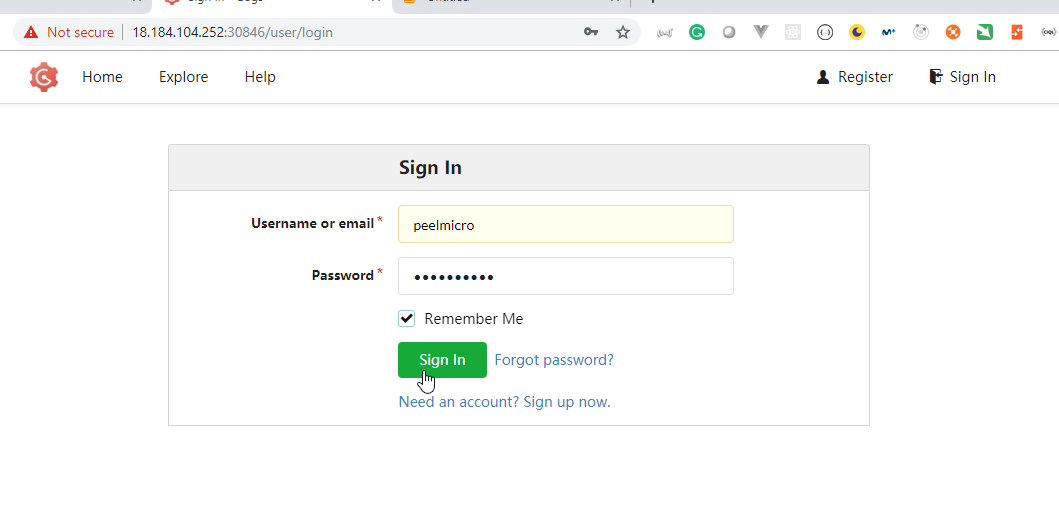 Not secure 18.184.104.252:30846/user/login
Home Explore Help Register Sign In
Sign In
Username or email *
peelmicro
Password *
Remember Me
Sign In Forgot password?
Need an account? Sign up now.